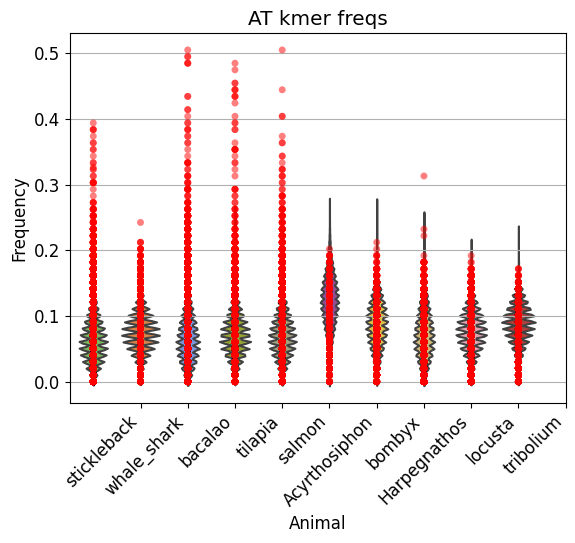 AT kmer freqs
Frequency
0.5
0.4
0.3
0.2
0.1
0.0
stickleback
whale_shark
bacalao
tilapia
salmon
Acyrthosiphon
bombyx
Harpegnathos
locusta
tribolium
Animal